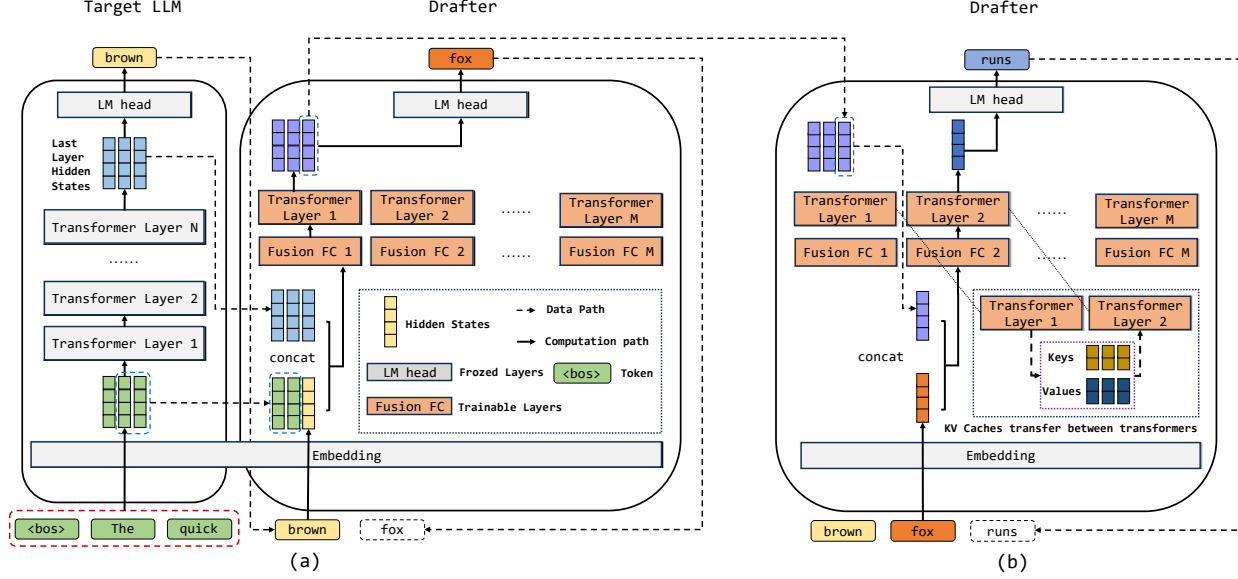 Target LLM
Drafter
brown
fox
LM head
LM head
Last
Layer
Hidden
States
Transformer Layer N
......
Transformer Layer 2
Transformer Layer 1
Transformer
Layer 1
Transformer
Layer 2
......
Transformer
Layer M
Fusion FC 1
Fusion FC 2
......
Fusion FC M
concat
Hidden States
Data Path
Computation path
LM head
Frozed Layers
<bos>
Token
Fusion FC
Trainable Layers
Embedding
<bos>
The
quick
brown
fox
(a)
Drafter
runs
LM head
Transformer
Layer 1
Transformer
Layer 2
......
Transformer
Layer M
Fusion FC 1
Fusion FC 2
......
Fusion FC M
concat
Transformer
Layer 1
Transformer
Layer 2
Keys
Values
KV Caches transfer between transformers
Embedding
brown
fox
runs
(b)